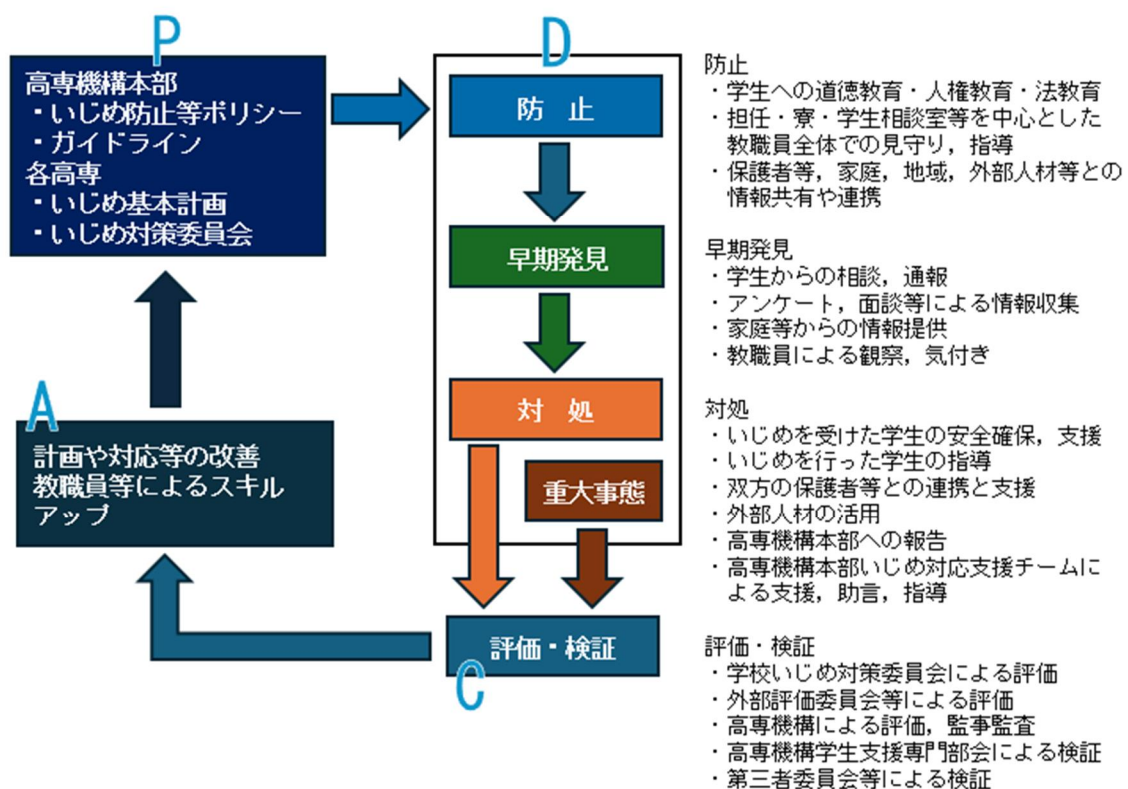 P
高専機構本部
・いじめ防止等ポリシー
・ガイドライン
各高専
・いじめ基本計画
・いじめ対策委員会
D
防　止
早期発見
対　処
重大事態
A
計画や対応等の改善
教職員等によるスキル
アップ
評価・検証
C
防止
・学生への道徳教育・人権教育・法教育
・担任・寮・学生相談室等を中心とした
教職員全体での見守り，指導
・保護者等，家庭，地域，外部人材等との
情報共有や連携
早期発見
・学生からの相談，通報
・アンケート，面談等による情報収集
・家庭等からの情報提供
・教職員による観察，気付き
対処
・いじめを受けた学生の安全確保，支援
・いじめを行った学生の指導
・双方の保護者等との連携と支援
・外部人材の活用
・高専機構本部への報告
・高専機構本部いじめ対応支援チームに
よる支援，助言，指導
評価・検証
・学校いじめ対策委員会による評価
・外部評価委員会等による評価
・高専機構による評価，監事監査
・高専機構学生支援専門部会による検証
・第三者委員会等による検証